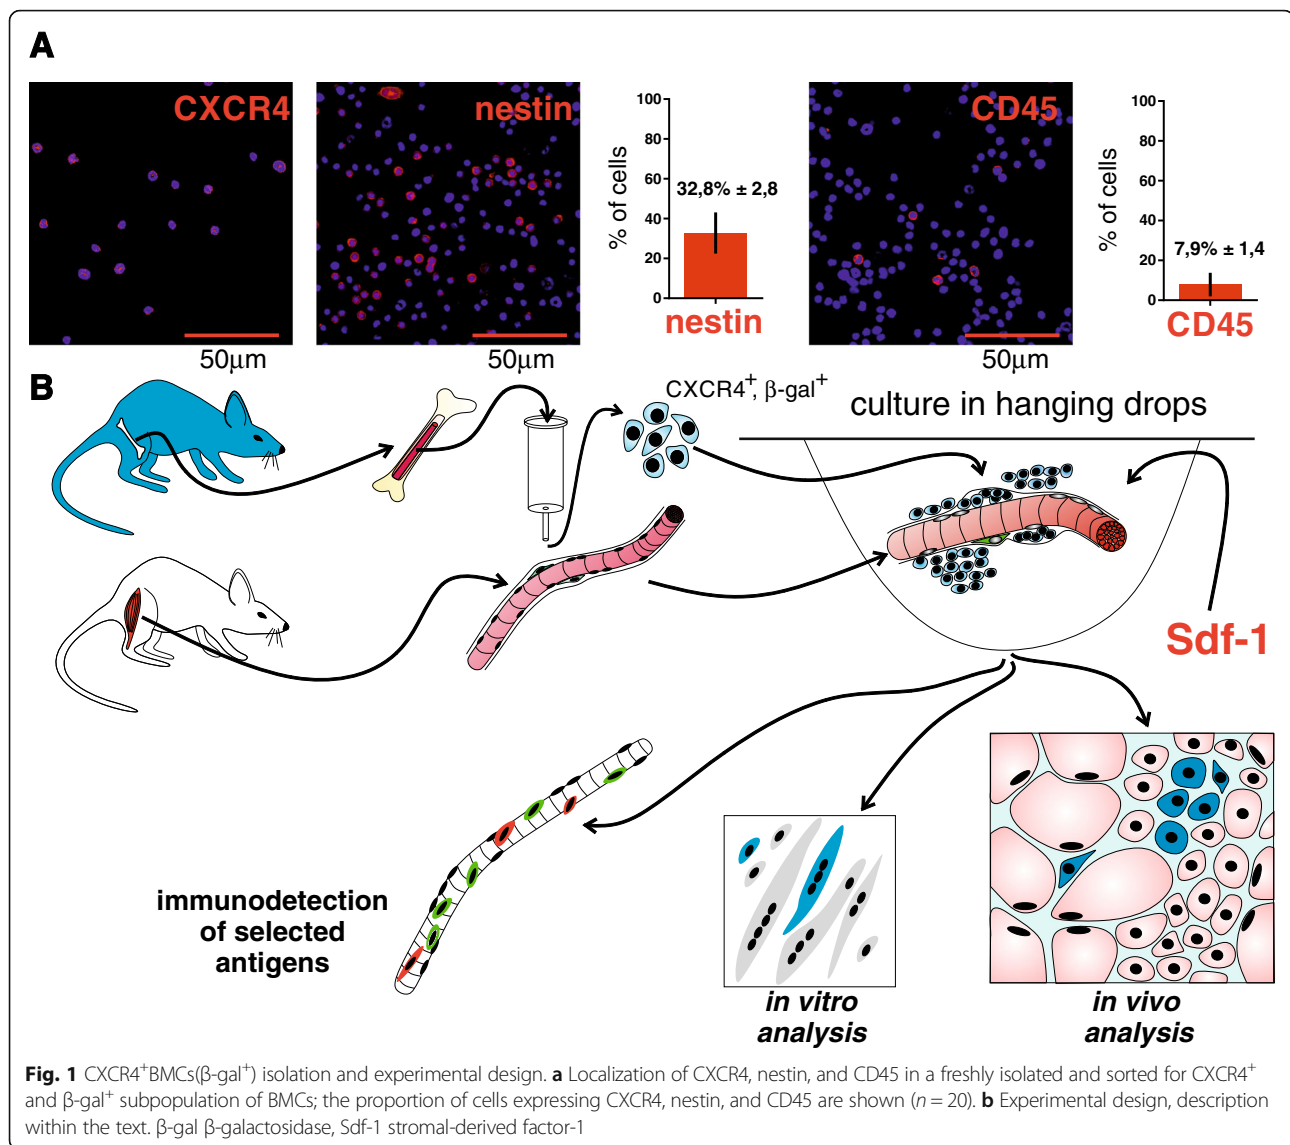 A
CXCR4
50µm
nestin
50µm
% of cells
100
80
60
40
20
0
32,8% ± 2,8
nestin
CD45
50µm
% of cells
100
80
60
40
20
0
7,9% ± 1,4
CD45
B
CXCR4⁺, β-gal⁺
culture in hanging drops
Sdf-1
immunodetection
of selected
antigens
in vitro
analysis
in vivo
analysis
Fig. 1 CXCR4⁺BMCs(β-gal⁺) isolation and experimental design. a Localization of CXCR4, nestin, and CD45 in a freshly isolated and sorted for CXCR4⁺
and β-gal⁺ subpopulation of BMCs; the proportion of cells expressing CXCR4, nestin, and CD45 are shown (n = 20). b Experimental design, description
within the text. β-gal β-galactosidase, Sdf-1 stromal-derived factor-1